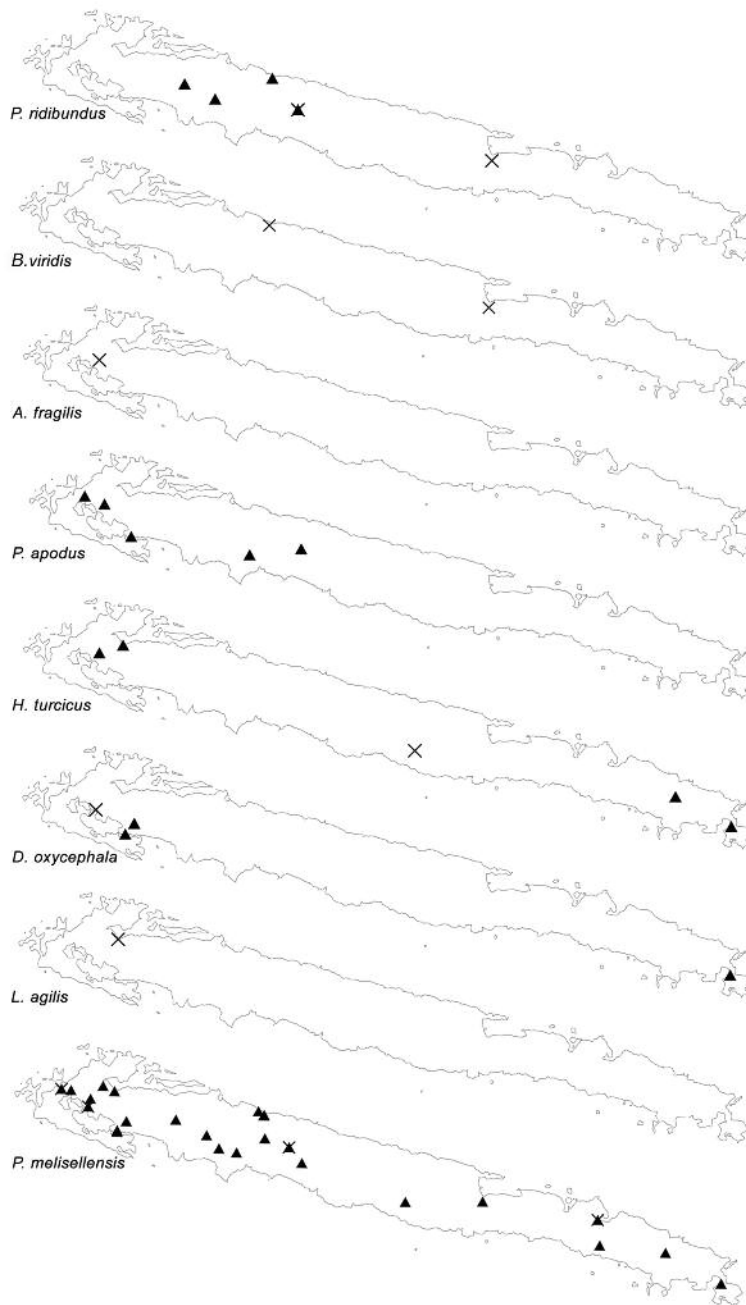 P. ridibundus
B.viridis
A. fragilis
P. apodus
H. turcicus
D. oxycephala
L. agilis
P. melisellensis